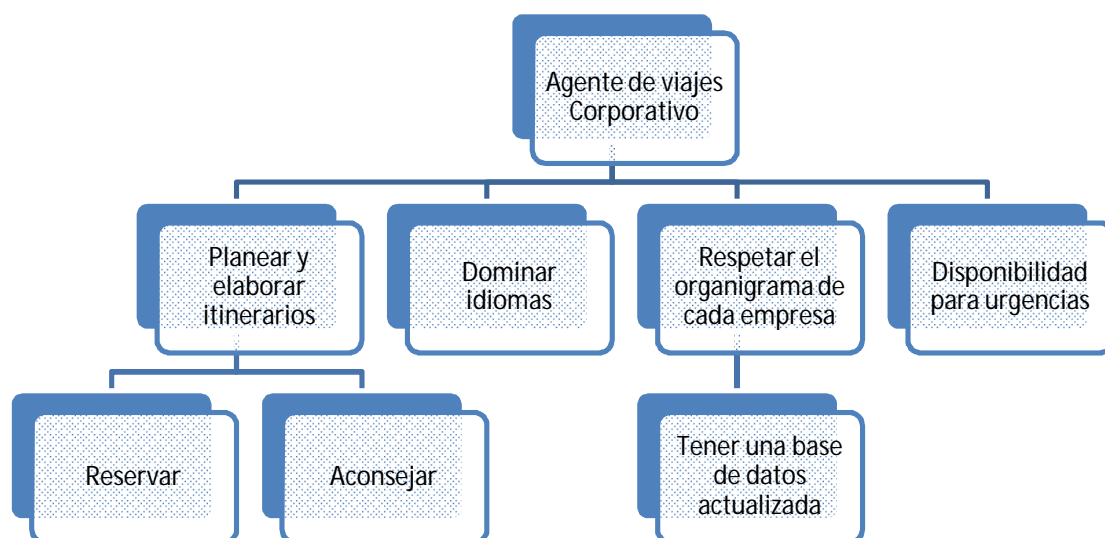 Agente de viajes
Corporativo
Planear y
elaborar
itinerarios
Dominar
idiomas
Respetar el
organigrama de
cada empresa
Disponibilidad
para urgencias
Reservar
Aconsejar
Tener una base
de datos
actualizada